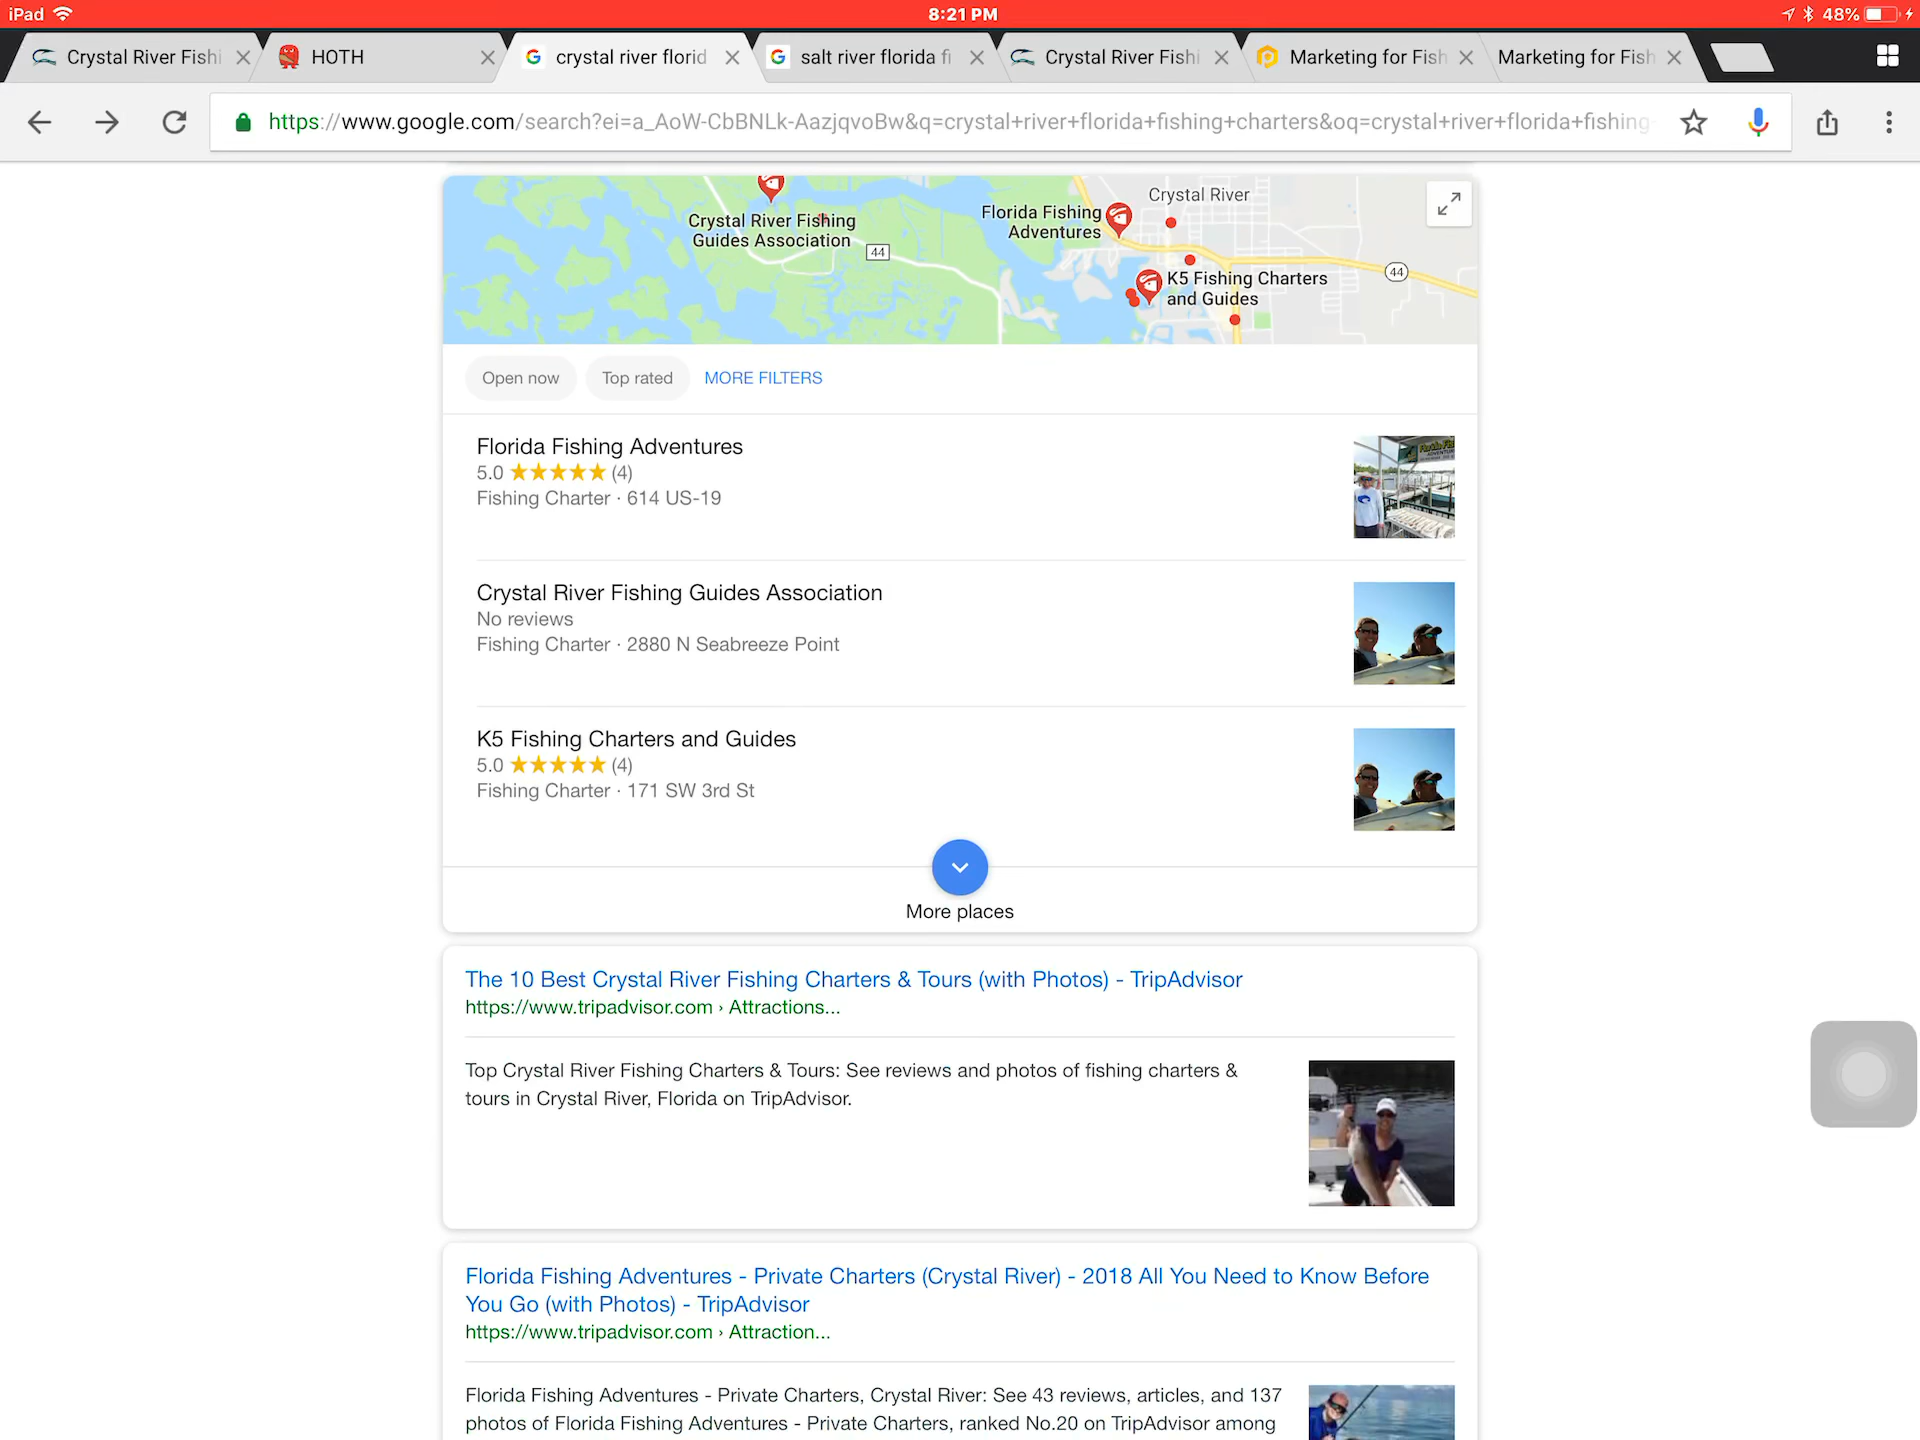 iPad
8:21 PM
48%
Crystal River Fishi
HOTH
crystal river florid
salt river florida fi
Crystal River Fishi
Marketing for Fish
Marketing for Fish
https://www.google.com/search?ei=a_AoW-CbBNLk-AazjqvoBw&q=crystal+river+florida+fishing+charters&oq=crystal+river+florida+fishing-
Crystal River Fishing
Guides Association
44
Florida Fishing
Adventures
Crystal River
K5 Fishing Charters
and Guides
44
Open now
Top rated
MORE FILTERS
Florida Fishing Adventures
5.0 ★★★★★ (4)
Fishing Charter · 614 US-19
Crystal River Fishing Guides Association
No reviews
Fishing Charter · 2880 N Seabreeze Point
K5 Fishing Charters and Guides
5.0 ★★★★★ (4)
Fishing Charter · 171 SW 3rd St
More places
The 10 Best Crystal River Fishing Charters & Tours (with Photos) - TripAdvisor
https://www.tripadvisor.com › Attractions...
Top Crystal River Fishing Charters & Tours: See reviews and photos of fishing charters &
tours in Crystal River, Florida on TripAdvisor.
Florida Fishing Adventures - Private Charters (Crystal River) - 2018 All You Need to Know Before
You Go (with Photos) - TripAdvisor
https://www.tripadvisor.com › Attraction...
Florida Fishing Adventures - Private Charters, Crystal River: See 43 reviews, articles, and 137
photos of Florida Fishing Adventures - Private Charters, ranked No.20 on TripAdvisor among